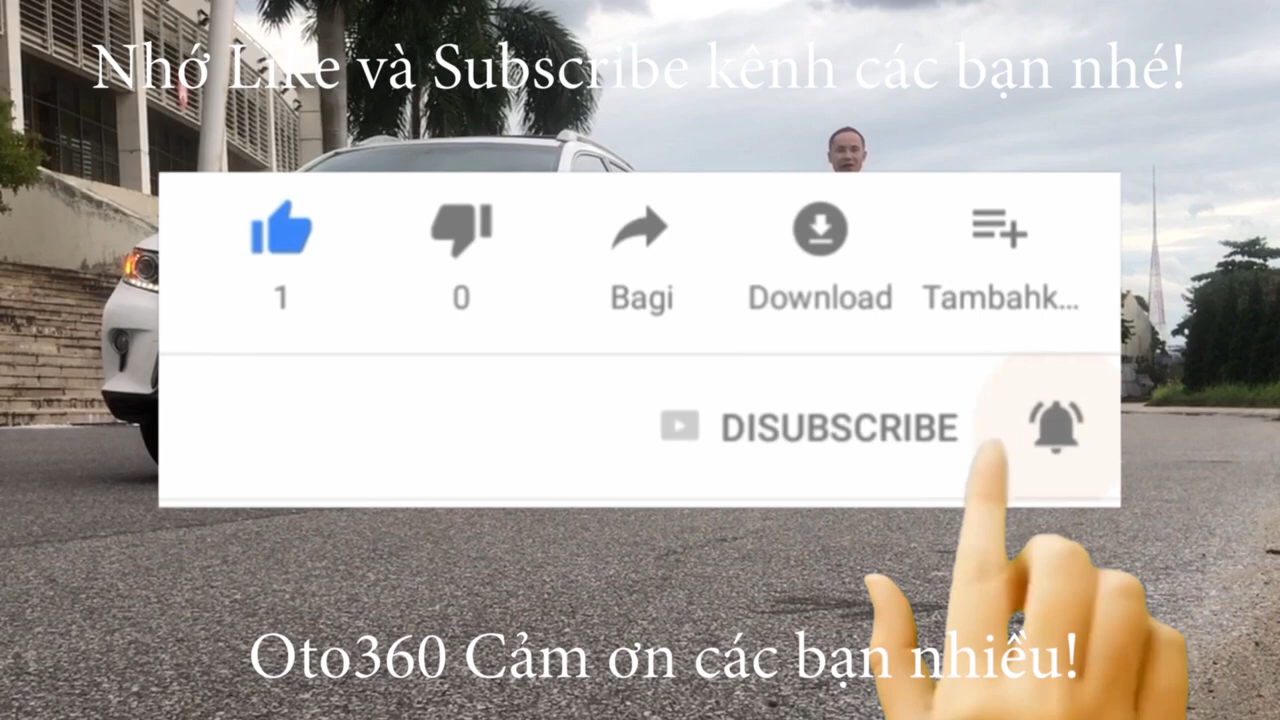 Nhớ Like và Subscribe kênh các bạn nhé!
1 0 Bagi Download Tambahk...
DISUBSCRIBE
Oto360 Cảm ơn các bạn nhiều!